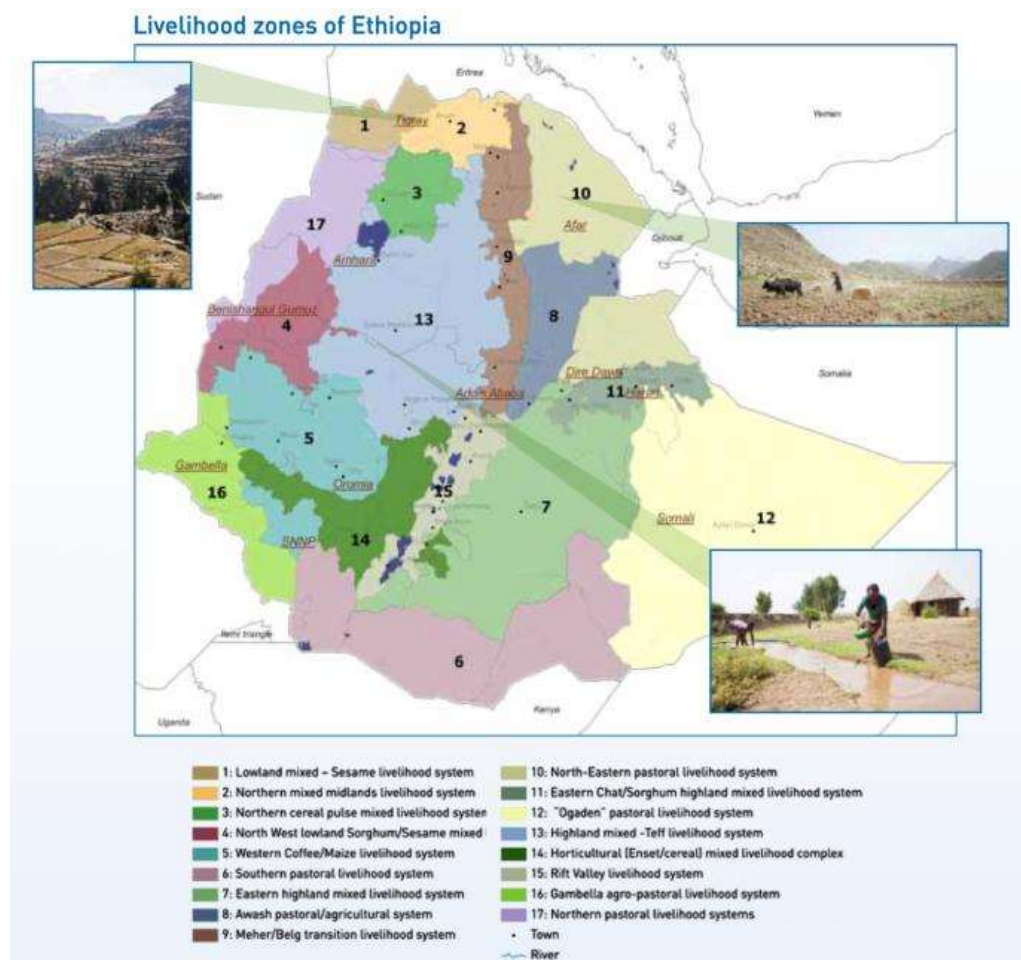 Livelihood zones of Ethiopia
Eritrea
Yemen
1
Tigray
2
Sudan
3
10
17
Afar
Djibouti
Amhara
9
Benishangul Gumuz
13
8
4
Somalia
Dire Dawa
Addis Ababa
11
Harari
5
Gambella
Oromia
16
15
7
Somali
12
SNNP
14
Ilemi triangle
6
Kenya
Uganda
1: Lowland mixed – Sesame livelihood system
2: Northern mixed midlands livelihood system
3: Northern cereal pulse mixed livelihood system
4: North West lowland Sorghum/Sesame mixed
5: Western Coffee/Maize livelihood system
6: Southern pastoral livelihood system
7: Eastern highland mixed livelihood system
8: Awash pastoral/agricultural system
9: Meher/Belg transition livelihood system
10: North-Eastern pastoral livelihood system
11: Eastern Chat/Sorghum highland mixed livelihood system
12: "Ogaden" pastoral livelihood system
13: Highland mixed -Teff livelihood system
14: Horticultural (Enset/cereal) mixed livelihood complex
15: Rift Valley livelihood system
16: Gambella agro-pastoral livelihood system
17: Northern pastoral livelihood systems
Town
River